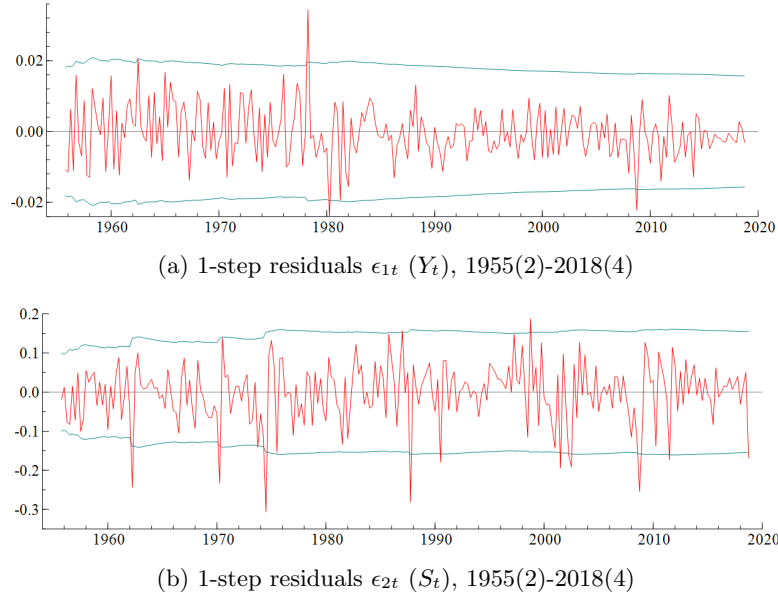 0.02
0.00
-0.02
1960 1970 1980 1990 2000 2010 2020
(a) 1-step residuals ϵ1t (Yt), 1955(2)-2018(4)
0.2
0.1
0.0
-0.1
-0.2
-0.3
1960 1970 1980 1990 2000 2010 2020
(b) 1-step residuals ϵ2t (St), 1955(2)-2018(4)